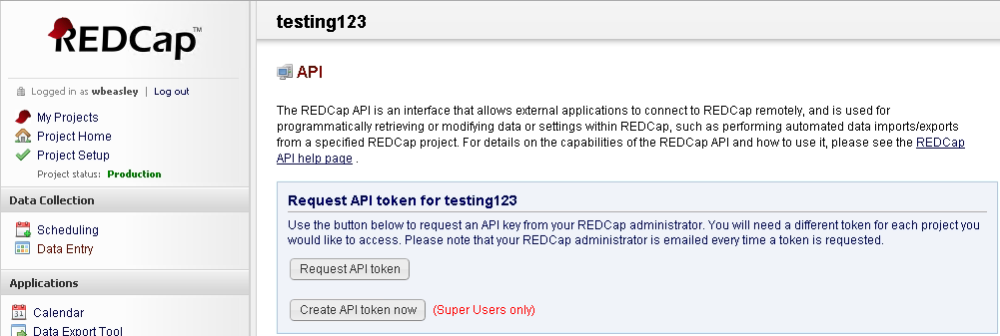 REDCap™
Logged in as wbeasley | Log out
My Projects
Project Home
Project Setup
Project status: Production
Data Collection
Scheduling
Data Entry
Applications
Calendar
Data Export Tool
testing123
API
The REDCap API is an interface that allows external applications to connect to REDCap remotely, and is used for
programmatically retrieving or modifying data or settings within REDCap, such as performing automated data imports/exports
from a specified REDCap project. For details on the capabilities of the REDCap API and how to use it, please see the REDCap
API help page .
Request API token for testing123
Use the button below to request an API key from your REDCap administrator. You will need a different token for each project you
would like to access. Please note that your REDCap administrator is emailed every time a token is requested.
Request API token
Create API token now (Super Users only)